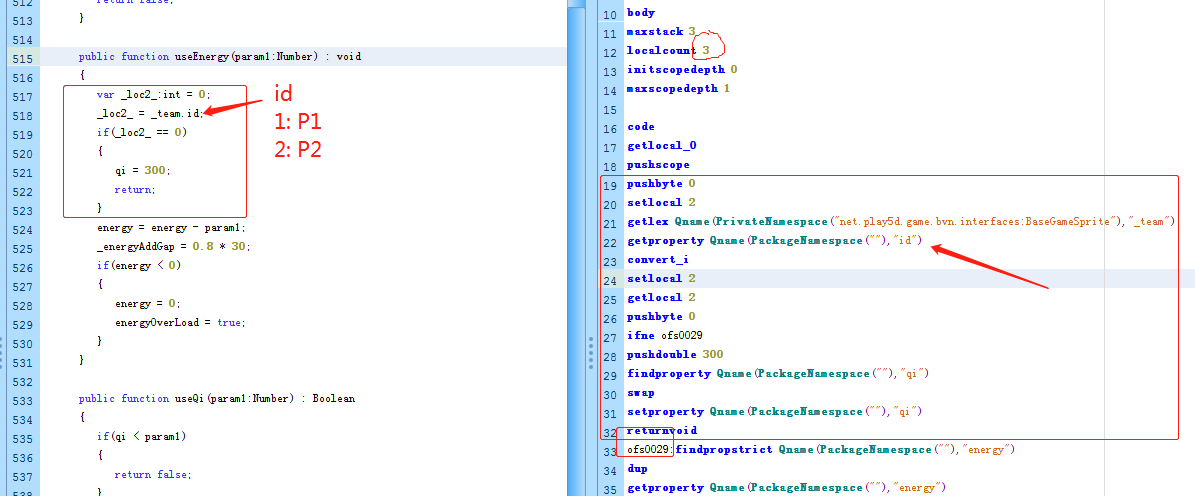 512 return false;
513 }
514
515 public function useEnergy(param1:Number) : void
516 {
517 var _loc2_:int = 0;
518 _loc2_ = _team.id;
519 if(_loc2_ == 0)
520 {
521 qi = 300;
522 return;
523 }
524 energy = energy - param1;
525 _energyAddGap = 0.8 * 30;
526 if(energy < 0)
527 {
528 energy = 0;
529 energyOverLoad = true;
530 }
531 }
532
533 public function useQi(param1:Number) : Boolean
534 {
535 if(qi < param1)
536 {
537 return false;
538 }
id
1: P1
2: P2
10 body
11 maxstack 3
12 localcount 3
13 initscopedepth 0
14 maxscopedepth 1
15
16 code
17 getlocal_0
18 pushscope
19 pushbyte 0
20 setlocal 2
21 getlex Qname(PrivateNamespace("net.play5d.game.bvn.interfaces:BaseGameSprite"),"_team")
22 getproperty Qname(PackageNamespace(""),"id")
23 convert_i
24 setlocal 2
25 getlocal 2
26 pushbyte 0
27 ifne ofs0029
28 pushdouble 300
29 findproperty Qname(PackageNamespace(""),"qi")
30 swap
31 setproperty Qname(PackageNamespace(""),"qi")
32 returnvoid
33 ofs0029:findpropstrict Qname(PackageNamespace(""),"energy")
34 dup
35 getproperty Qname(PackageNamespace(""),"energy")